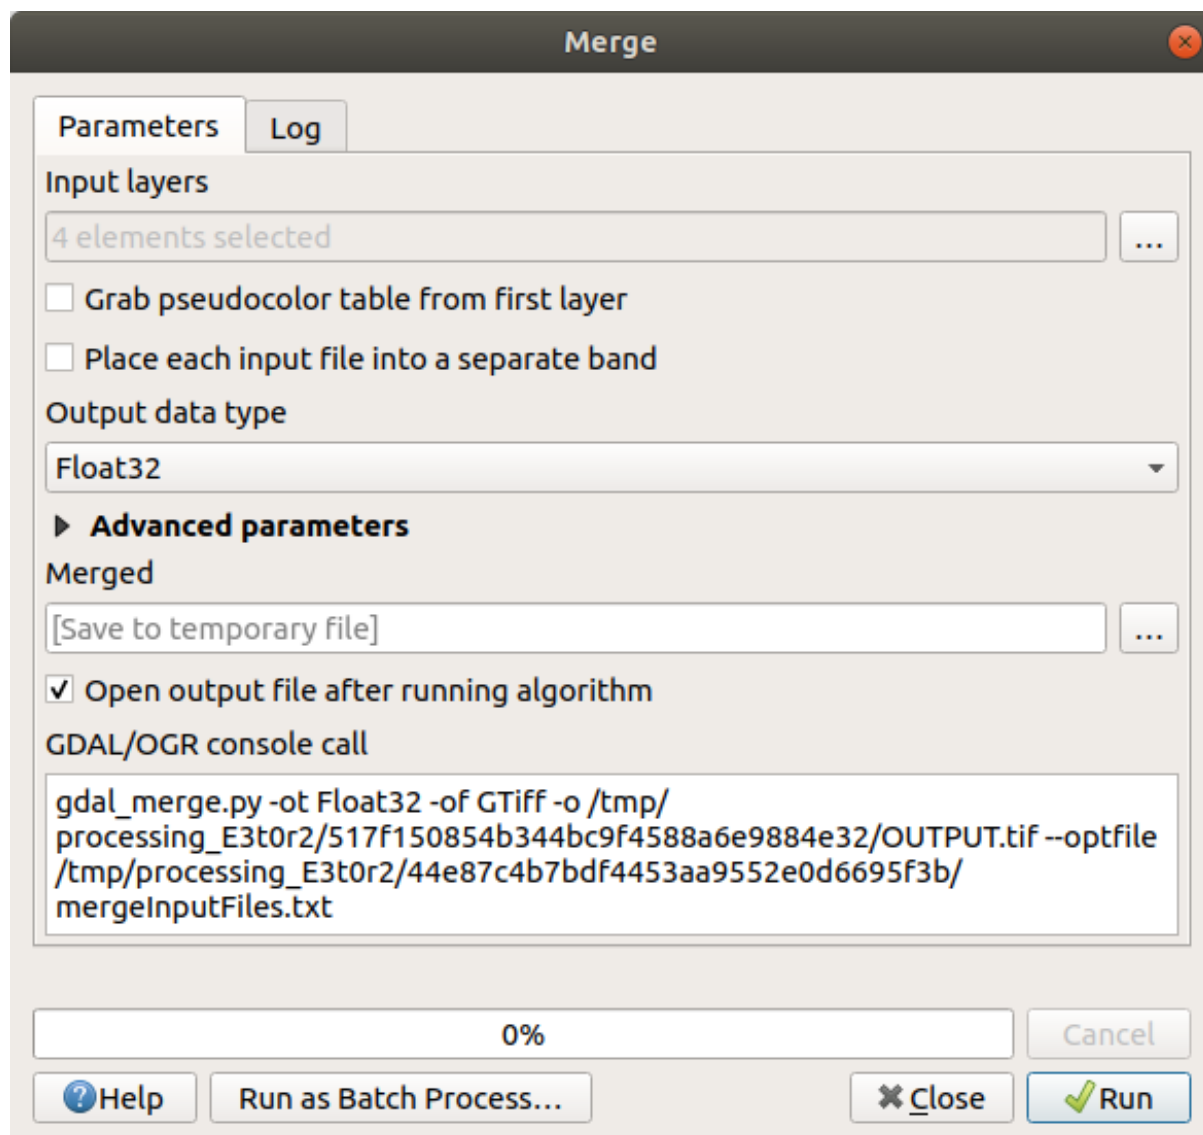 Merge
Parameters
Log
Input layers
4 elements selected
...
Grab pseudocolor table from first layer
Place each input file into a separate band
Output data type
Float32
Advanced parameters
Merged
[Save to temporary file]
...
Open output file after running algorithm
GDAL/OGR console call
gdal_merge.py -ot Float32 -of GTiff -o /tmp/
processing_E3t0r2/517f150854b344bc9f4588a6e9884e32/OUTPUT.tif --optfile
/tmp/processing_E3t0r2/44e87c4b7bdf4453aa9552e0d6695f3b/
mergeInputFiles.txt
0%
Cancel
Help
Run as Batch Process...
Close
Run